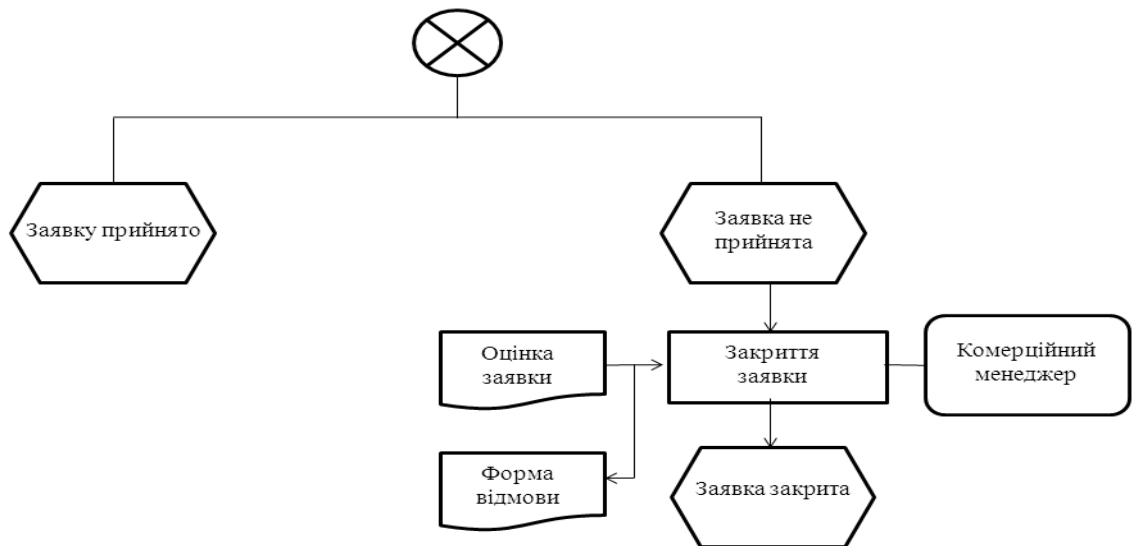 Заявку прийнято
Заявка не
прийнята
Оцінка
заявки
Закриття
заявки
Комерційний
менеджер
Форма
відмови
Заявка закрита